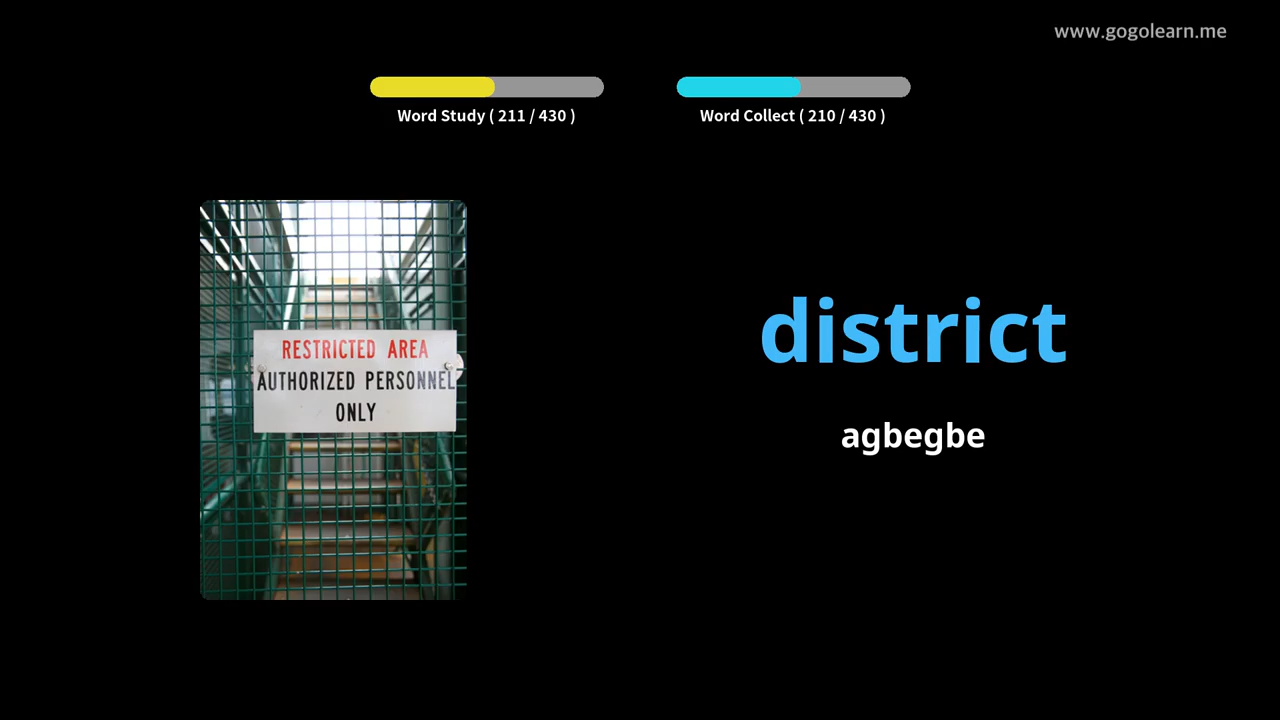 www.gogolearn.me
Word Study ( 211 / 430 )
Word Collect ( 210 / 430 )
RESTRICTED AREA
AUTHORIZED PERSONNEL
ONLY
district
agbegbe